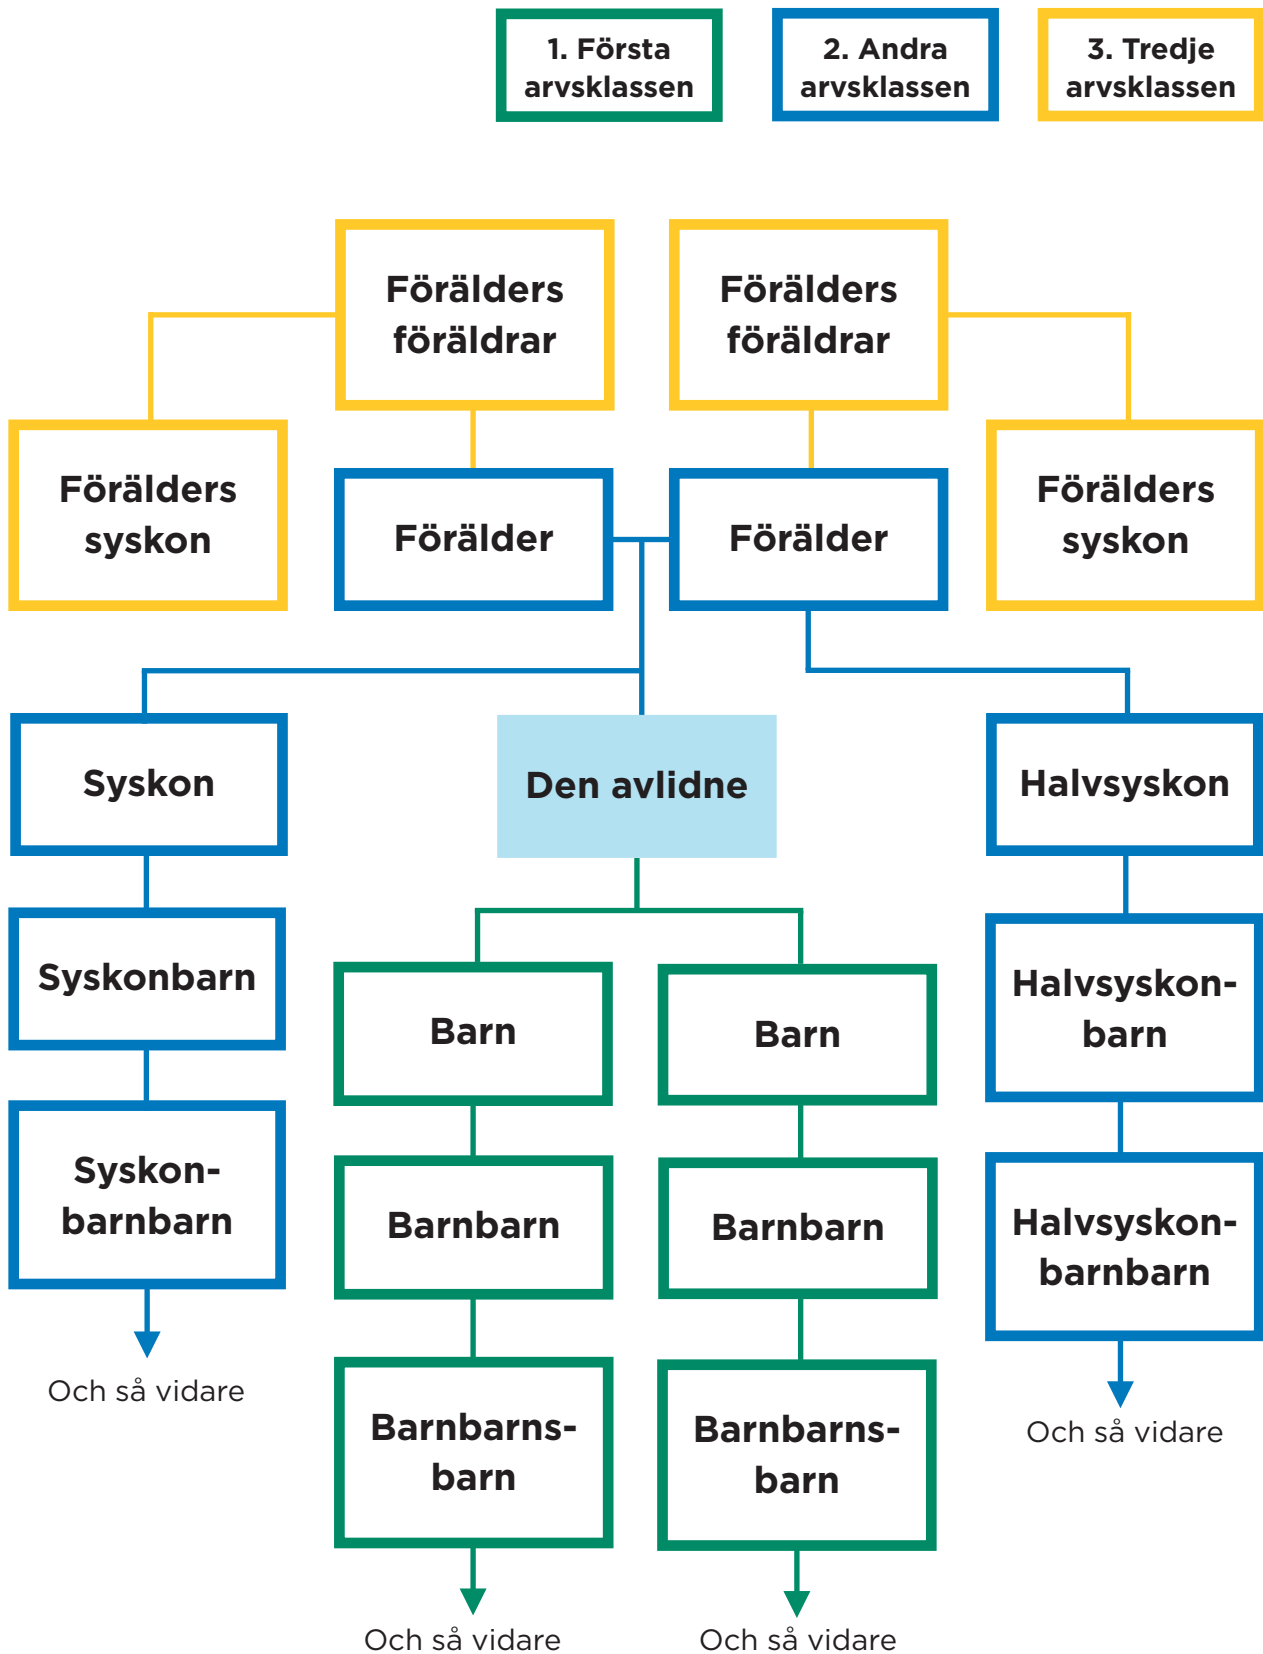 1. Första
arvsklassen
2. Andra
arvsklassen
3. Tredje
arvsklassen
Förälders
föräldrar
Förälders
föräldrar
Förälders
syskon
Förälder
Förälder
Förälders
syskon
Syskon
Den avlidne
Halvsyskon
Syskonbarn
Barn
Barn
Halvsyskon-
barn
Syskon-
barnbarn
Barnbarn
Barnbarn
Halvsyskon-
barnbarn
Och så vidare
Barnbarns-
barn
Barnbarns-
barn
Och så vidare
Och så vidare
Och så vidare